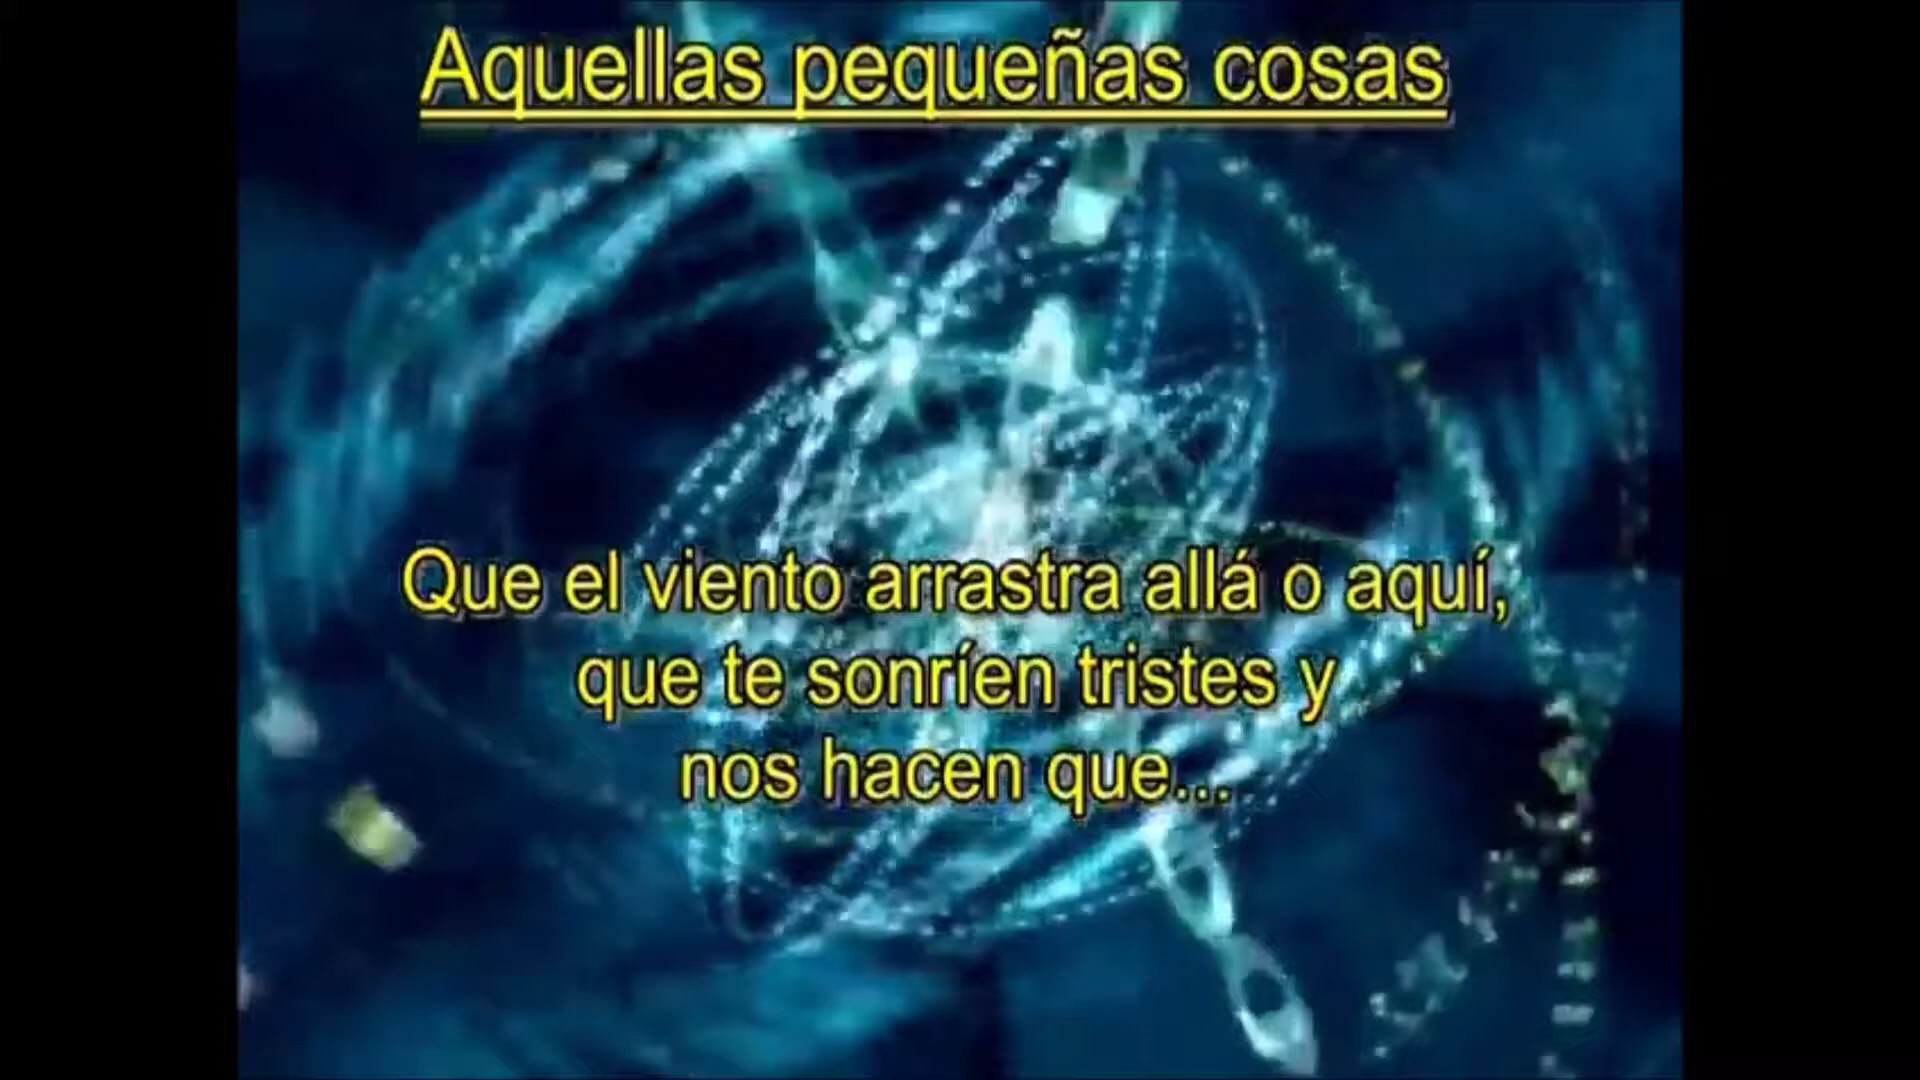 Aquellas pequeñas cosas
Que el viento arrastra allá o aquí,
que te sonríen tristes y
nos hacen que...